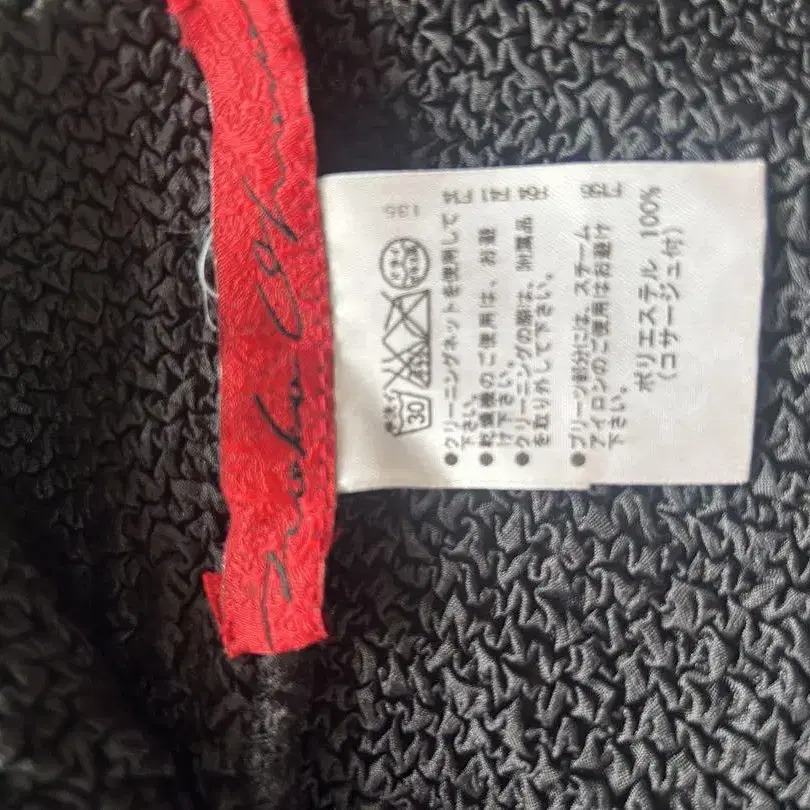 136
30
●クリーニングネットを使用して
下さい。
●乾燥機のご使用は、お避
け下さい。
●クリーニングの際は、附属品
を取り外して下さい。
●プリーツ部分には、スチーム
アイロンのご使用はお避け
下さい。
ポリエステル 100%
(コサージュ付)